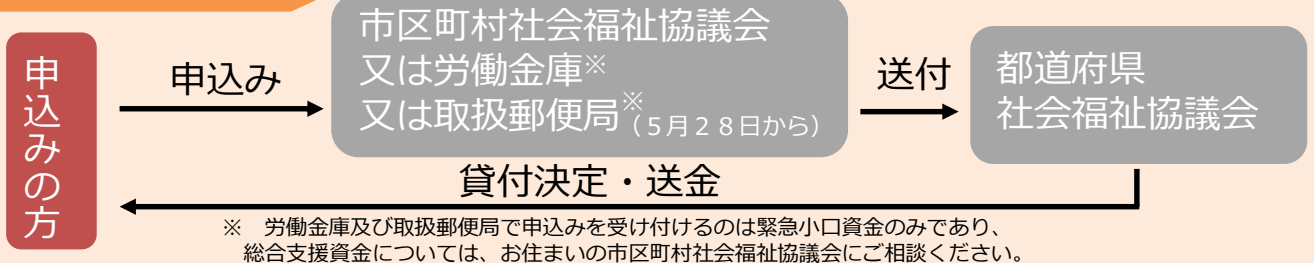 申込みの方
申込み
市区町村社会福祉協議会
又は労働金庫※
又は取扱郵便局※（５月２８日から）
送付
都道府県
社会福祉協議会
貸付決定・送金
※　労働金庫及び取扱郵便局で申込みを受け付けるのは緊急小口資金のみであり、
総合支援資金については、お住まいの市区町村社会福祉協議会にご相談ください。